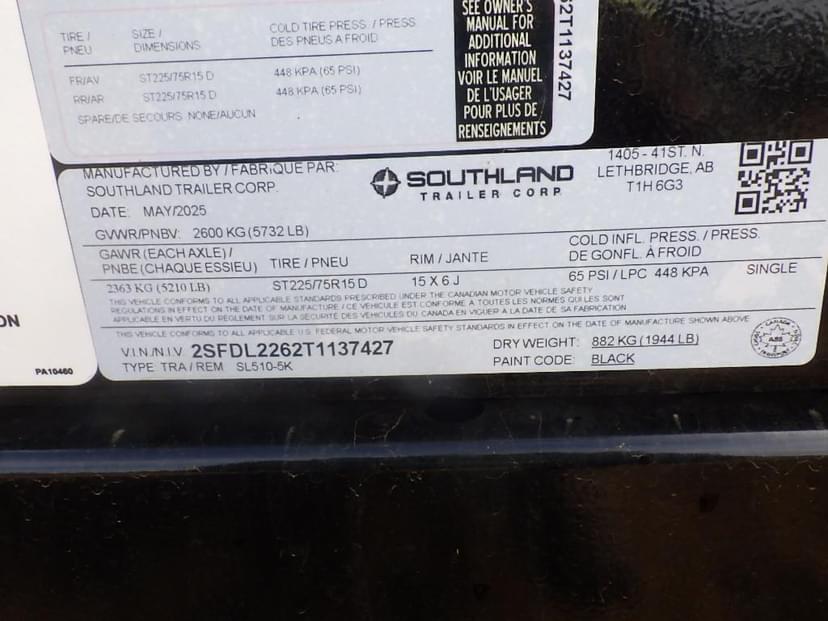 TIRE / PNEU
SIZE / DIMENSIONS
COLD TIRE PRESS. / PRESS DES PNEUS A FROID
FR/AV ST225/75R15 D 448 KPA (65 PSI)
RR/AR ST225/75R15 D 448 KPA (65 PSI)
SPARE/DE SECOURS NONE/AUCUN
SEE OWNER'S
MANUAL FOR
ADDITIONAL
INFORMATION
VOIR LE MANUEL
DE L'USAGER
POUR PLUS DE
RENSEIGNEMENTS
62T1137427
MANUFACTURED BY / FABRIQUE PAR:
SOUTHLAND TRAILER CORP.
SOUTHLAND
TRAILER CORP.
1405 - 41ST. N.
LETHBRIDGE, AB
T1H 6G3
DATE: MAY/2025
GVWR/PNBV: 2600 KG (5732 LB)
GAWR (EACH AXLE) /
PNBE (CHAQUE ESSIEU) TIRE / PNEU RIM / JANTE
COLD INFL. PRESS. / PRESS.
DE GONFL. À FROID
2363 KG (5210 LB) ST225/75R15 D 15 X 6 J 65 PSI / LPC 448 KPA SINGLE
THIS VEHICLE CONFORMS TO ALL APPLICABLE STANDARDS PRESCRIBED UNDER THE CANADIAN MOTOR VEHICLE SAFETY
REGULATIONS IN EFFECT ON THE DATE OF MANUFACTURE / CE VEHICULE EST CONFORME A TOUTES LES NORMES QUI LUI SONT
APPLICABLE EN VERTU DU REGLEMENT SUR LA SECURITE DES VEHICULES DU CANADA EN VIGUER A LA DATE DE SA FABRICATION
THIS VEHICLE CONFORMS TO ALL APPLICABLE U.S. FEDERAL MOTOR VEHICLE SAFETY STANDARDS IN EFFECT ON THE DATE OF MANUFACTURE SHOWN ABOVE
V.I.N./N.I.V. 2SFDL2262T1137427
DRY WEIGHT: 882 KG (1944 LB)
TYPE: TRA / REM SL510-5K
PAINT CODE: BLACK
ON
PA10460